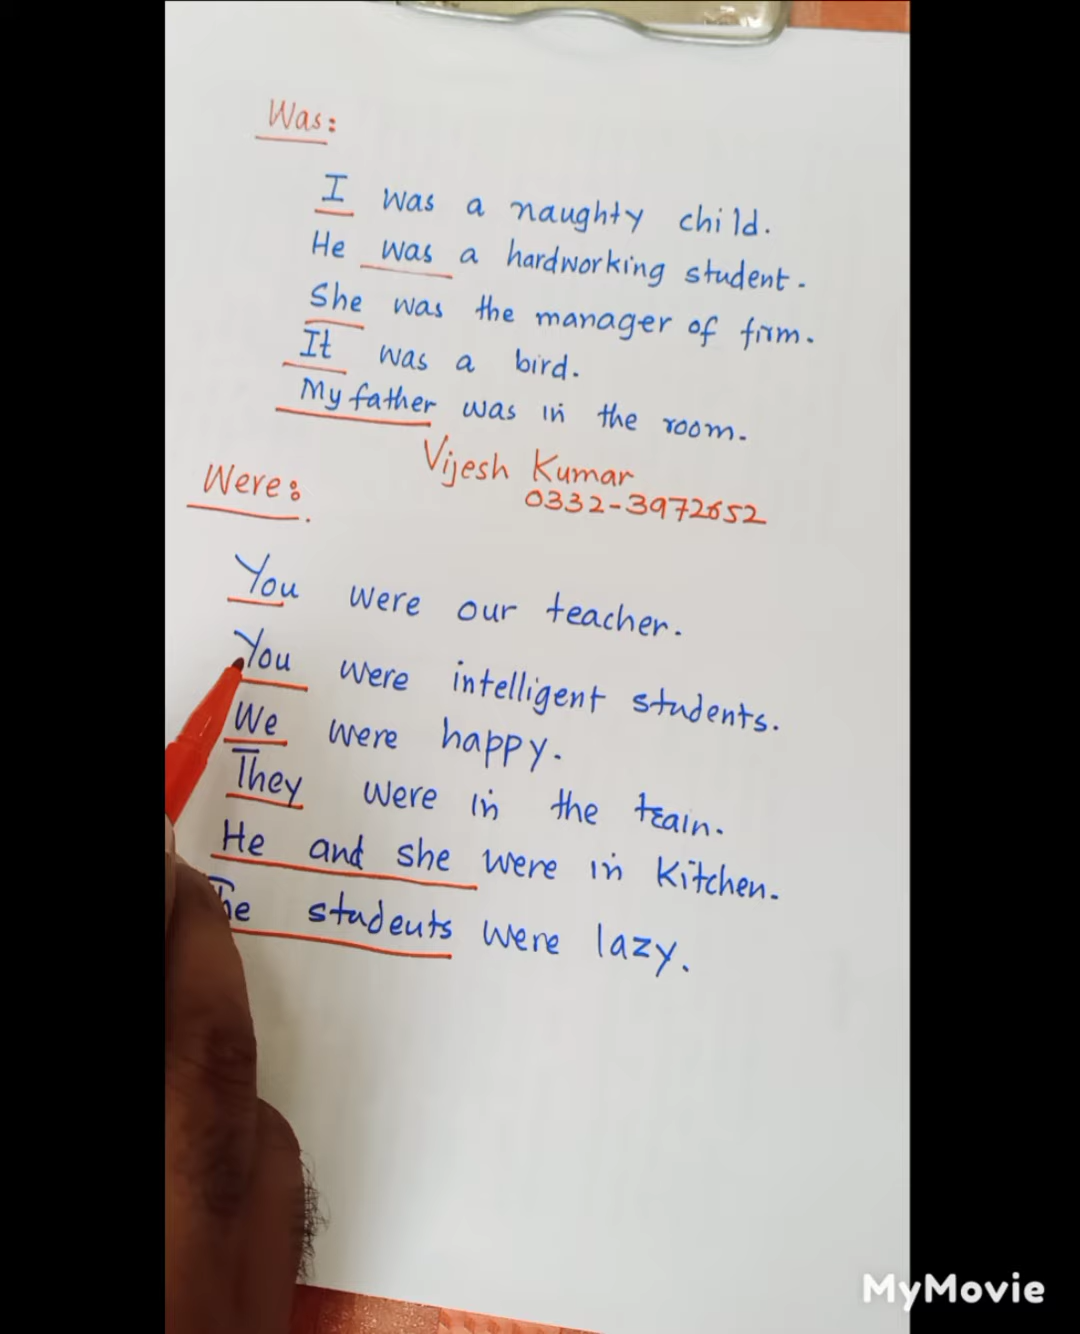 Was:
I was a naughty child.
He was a hardworking student.
She was the manager of firm.
It was a bird.
My father was in the room.
Vijesh Kumar
0332-3972652
Were:
You were our teacher.
You were intelligent students.
We were happy.
They were in the train.
He and she were in Kitchen.
The students were lazy.
MyMovie